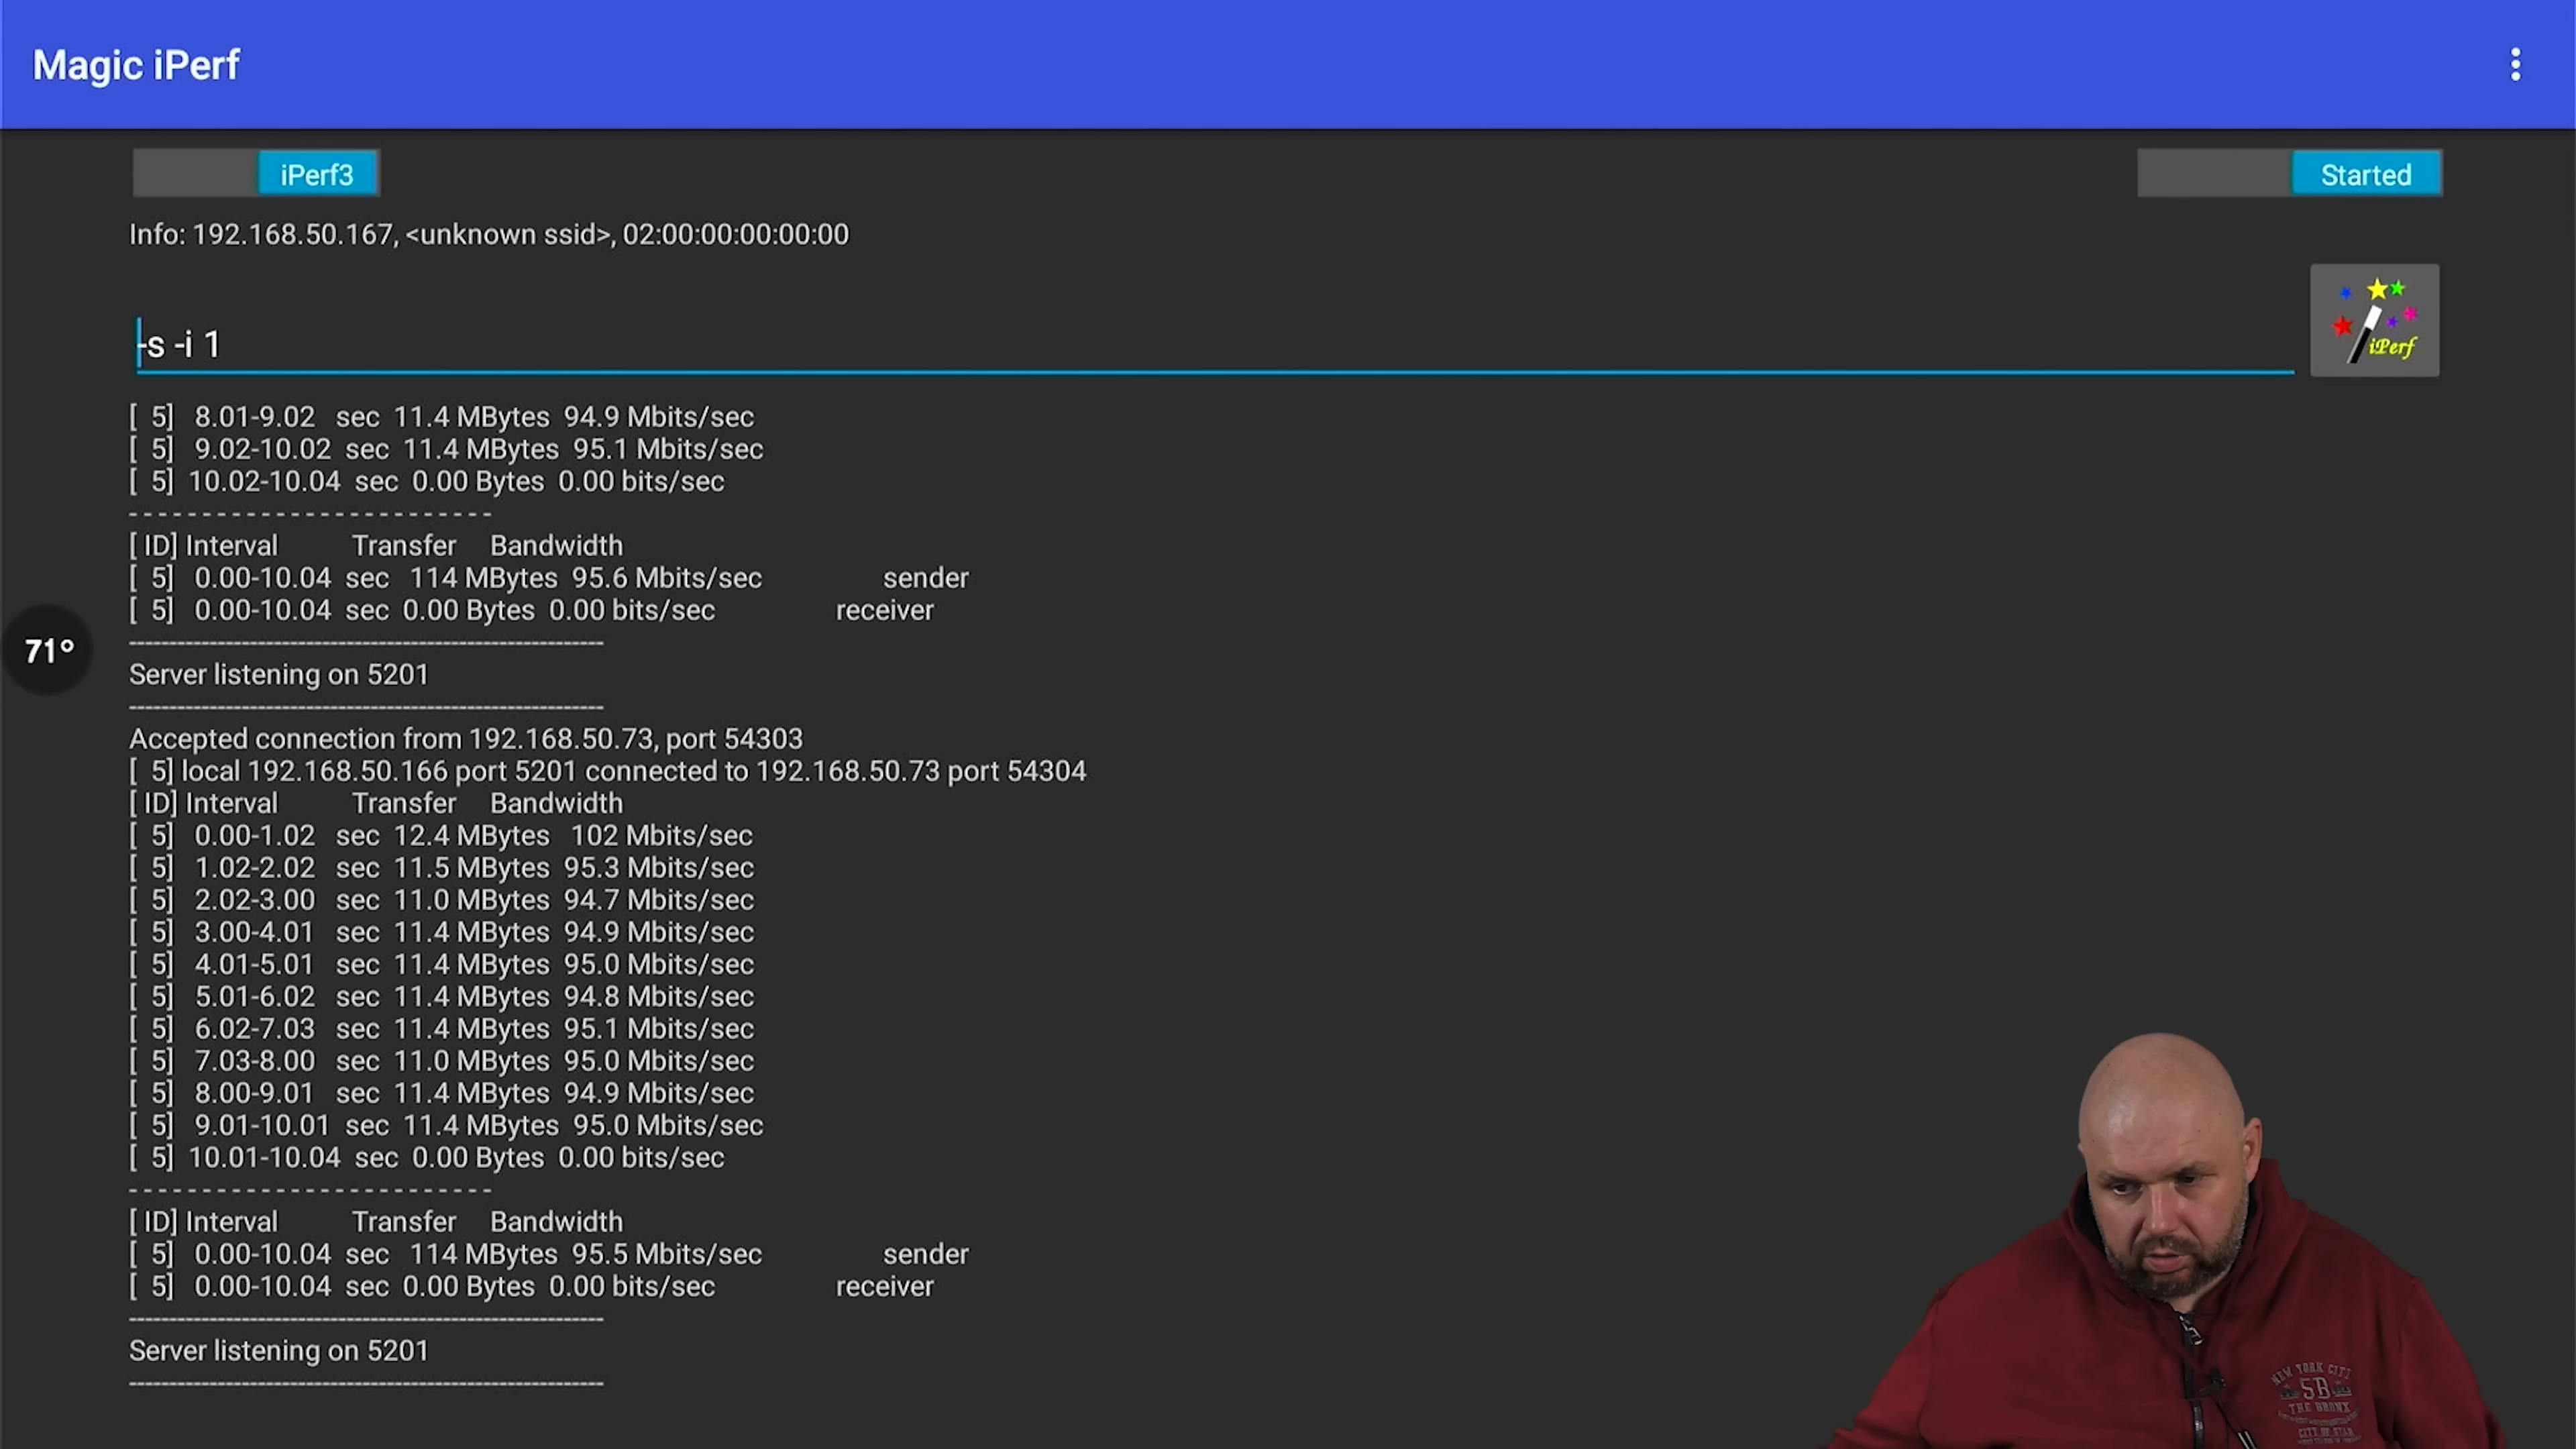 Magic iPerf
iPerf3
Started
Info: 192.168.50.167, <unknown ssid>, 02:00:00:00:00:00
-s -i 1
iPerf
[  5]   8.01-9.02   sec  11.4 MBytes  94.9 Mbits/sec
[  5]   9.02-10.02  sec  11.4 MBytes  95.1 Mbits/sec
[  5]  10.02-10.04  sec  0.00 Bytes  0.00 bits/sec
- - - - - - - - - - - - - - - - - - - - - - - - -
[ ID] Interval           Transfer     Bandwidth
[  5]   0.00-10.04  sec   114 MBytes  95.6 Mbits/sec                  sender
[  5]   0.00-10.04  sec  0.00 Bytes  0.00 bits/sec                  receiver
-----------------------------------------------------------
Server listening on 5201
-----------------------------------------------------------
71°
Accepted connection from 192.168.50.73, port 54303
[  5] local 192.168.50.166 port 5201 connected to 192.168.50.73 port 54304
[ ID] Interval           Transfer     Bandwidth
[  5]   0.00-1.02   sec  12.4 MBytes   102 Mbits/sec
[  5]   1.02-2.02   sec  11.5 MBytes  95.3 Mbits/sec
[  5]   2.02-3.00   sec  11.0 MBytes  94.7 Mbits/sec
[  5]   3.00-4.01   sec  11.4 MBytes  94.9 Mbits/sec
[  5]   4.01-5.01   sec  11.4 MBytes  95.0 Mbits/sec
[  5]   5.01-6.02   sec  11.4 MBytes  94.8 Mbits/sec
[  5]   6.02-7.03   sec  11.4 MBytes  95.1 Mbits/sec
[  5]   7.03-8.00   sec  11.0 MBytes  95.0 Mbits/sec
[  5]   8.00-9.01   sec  11.4 MBytes  94.9 Mbits/sec
[  5]   9.01-10.01  sec  11.4 MBytes  95.0 Mbits/sec
[  5]  10.01-10.04  sec  0.00 Bytes  0.00 bits/sec
- - - - - - - - - - - - - - - - - - - - - - - - -
[ ID] Interval           Transfer     Bandwidth
[  5]   0.00-10.04  sec   114 MBytes  95.5 Mbits/sec                  sender
[  5]   0.00-10.04  sec  0.00 Bytes  0.00 bits/sec                  receiver
-----------------------------------------------------------
Server listening on 5201
-----------------------------------------------------------
NEW YORK CITY
5B
THE BRONX